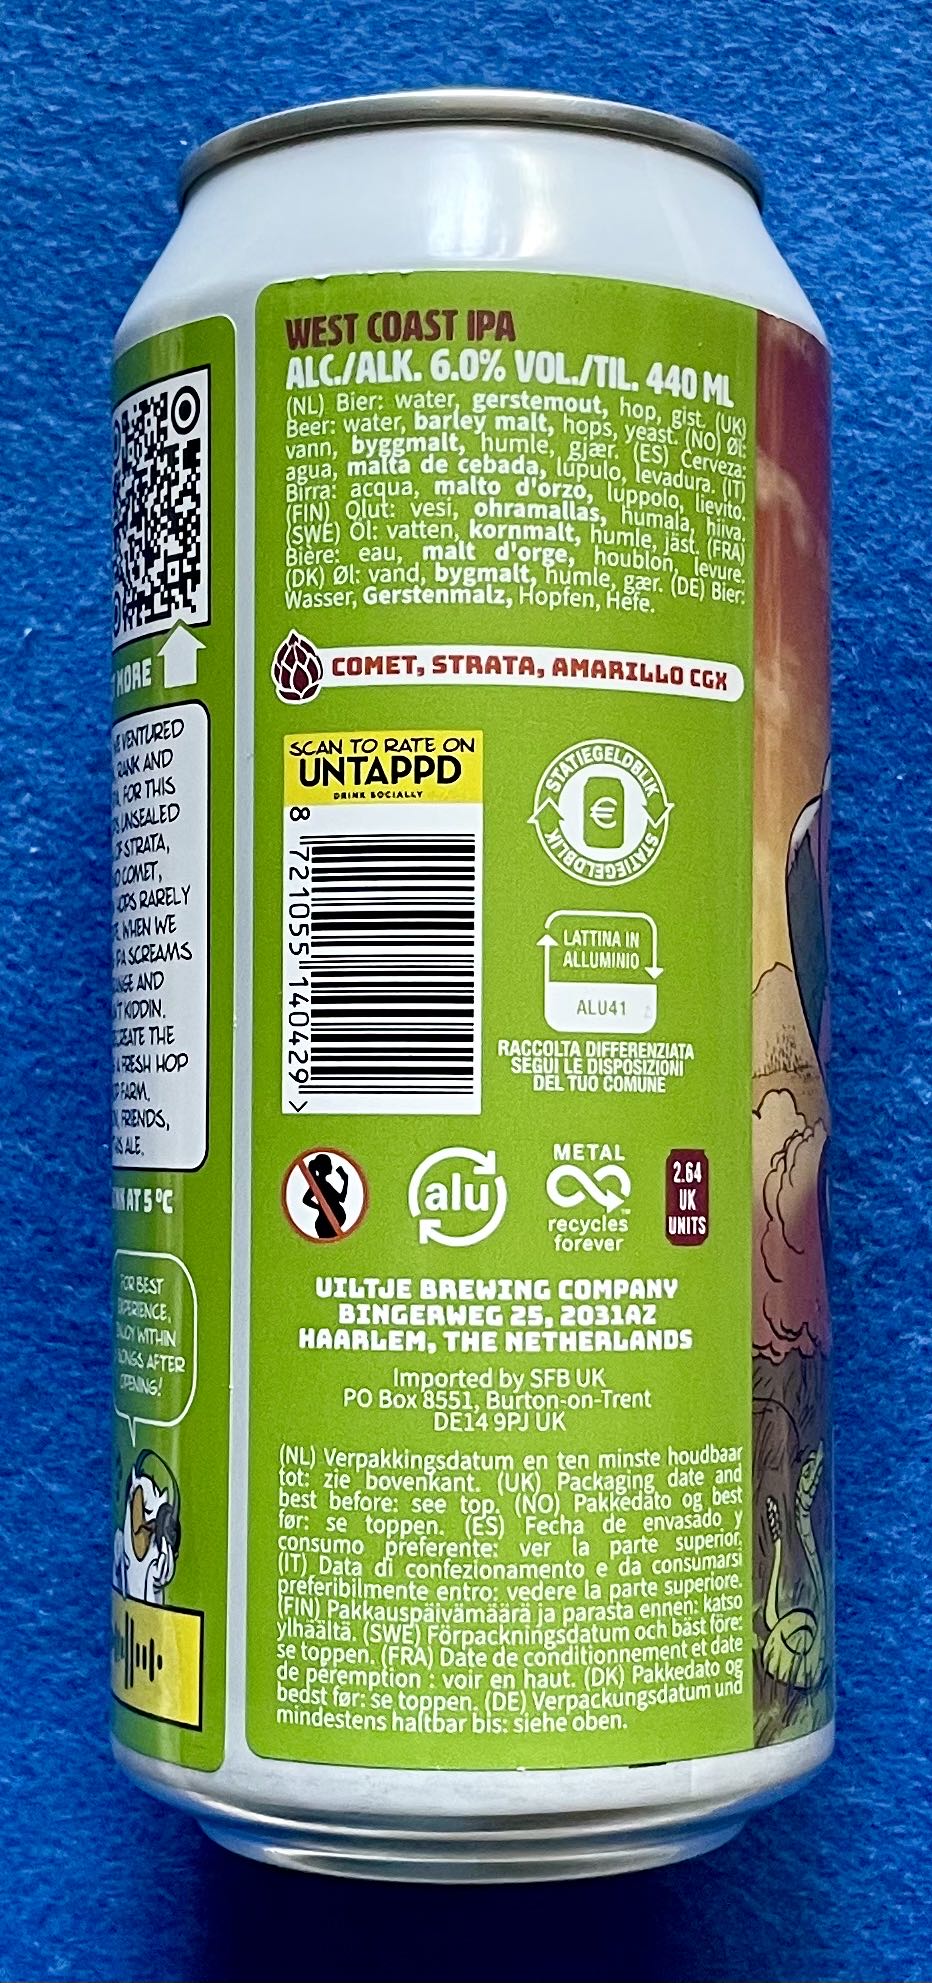 MORE
VENTURED
RANK AND
FOR THIS
UNSEALED
OF STRATA,
COMET,
HOPS RARELY
WHEN WE
IPA SCREAMS
AND
KIDDIN.
THE
A FRESH HOP
FARM.
FRIENDS,
ALE.
AT 5 °C
FOR BEST
EXPERIENCE,
ENJOY WITHIN
SONGS AFTER
OPENING!
WEST COAST IPA
ALC./ALK. 6.0% VOL./TIL. 440 ML
(NL) Bier: water, gerstemout, hop, gist. (UK)
Beer: water, barley malt, hops, yeast. (NO) Øl:
vann, byggmalt, humle, gjær. (ES) Cerveza:
agua, malta de cebada, lúpulo, levadura. (IT)
Birra: acqua, malto d'orzo, luppolo, lievito.
(FIN) Olut: vesi, ohramallas, humala, hiiva.
(SWE) Öl: vatten, kornmalt, humle, jäst. (FRA)
Bière: eau, malt d'orge, houblon, levure.
(DK) Øl: vand, bygmalt, humle, gær. (DE) Bier:
Wasser, Gerstenmalz, Hopfen, Hefe.
COMET, STRATA, AMARILLO CGX
SCAN TO RATE ON
UNTAPPD
DRINK SOCIALLY
8 721055 140429 >
STATIEGELDBLIK
€
STATIEGELDBLIK
LATTINA IN
ALLUMINIO
ALU41
RACCOLTA DIFFERENZIATA
SEGUI LE DISPOSIZIONI
DEL TUO COMUNE
alu
METAL
recycles
forever
2.64
UK
UNITS
UILTJE BREWING COMPANY
BINGERWEG 25, 2031AZ
HAARLEM, THE NETHERLANDS
Imported by SFB UK
PO Box 8551, Burton-on-Trent
DE14 9PJ UK
(NL) Verpakkingsdatum en ten minste houdbaar
tot: zie bovenkant. (UK) Packaging date and
best before: see top. (NO) Pakkedato og best
før: se toppen. (ES) Fecha de envasado y
consumo preferente: ver la parte superior.
(IT) Data di confezionamento e da consumarsi
preferibilmente entro: vedere la parte superiore.
(FIN) Pakkauspäivämäärä ja parasta ennen: katso
ylhäältä. (SWE) Förpackningsdatum och bäst före:
se toppen. (FRA) Date de conditionnement et date
de péremption : voir en haut. (DK) Pakkedato og
bedst før: se toppen. (DE) Verpackungsdatum und
mindestens haltbar bis: siehe oben.